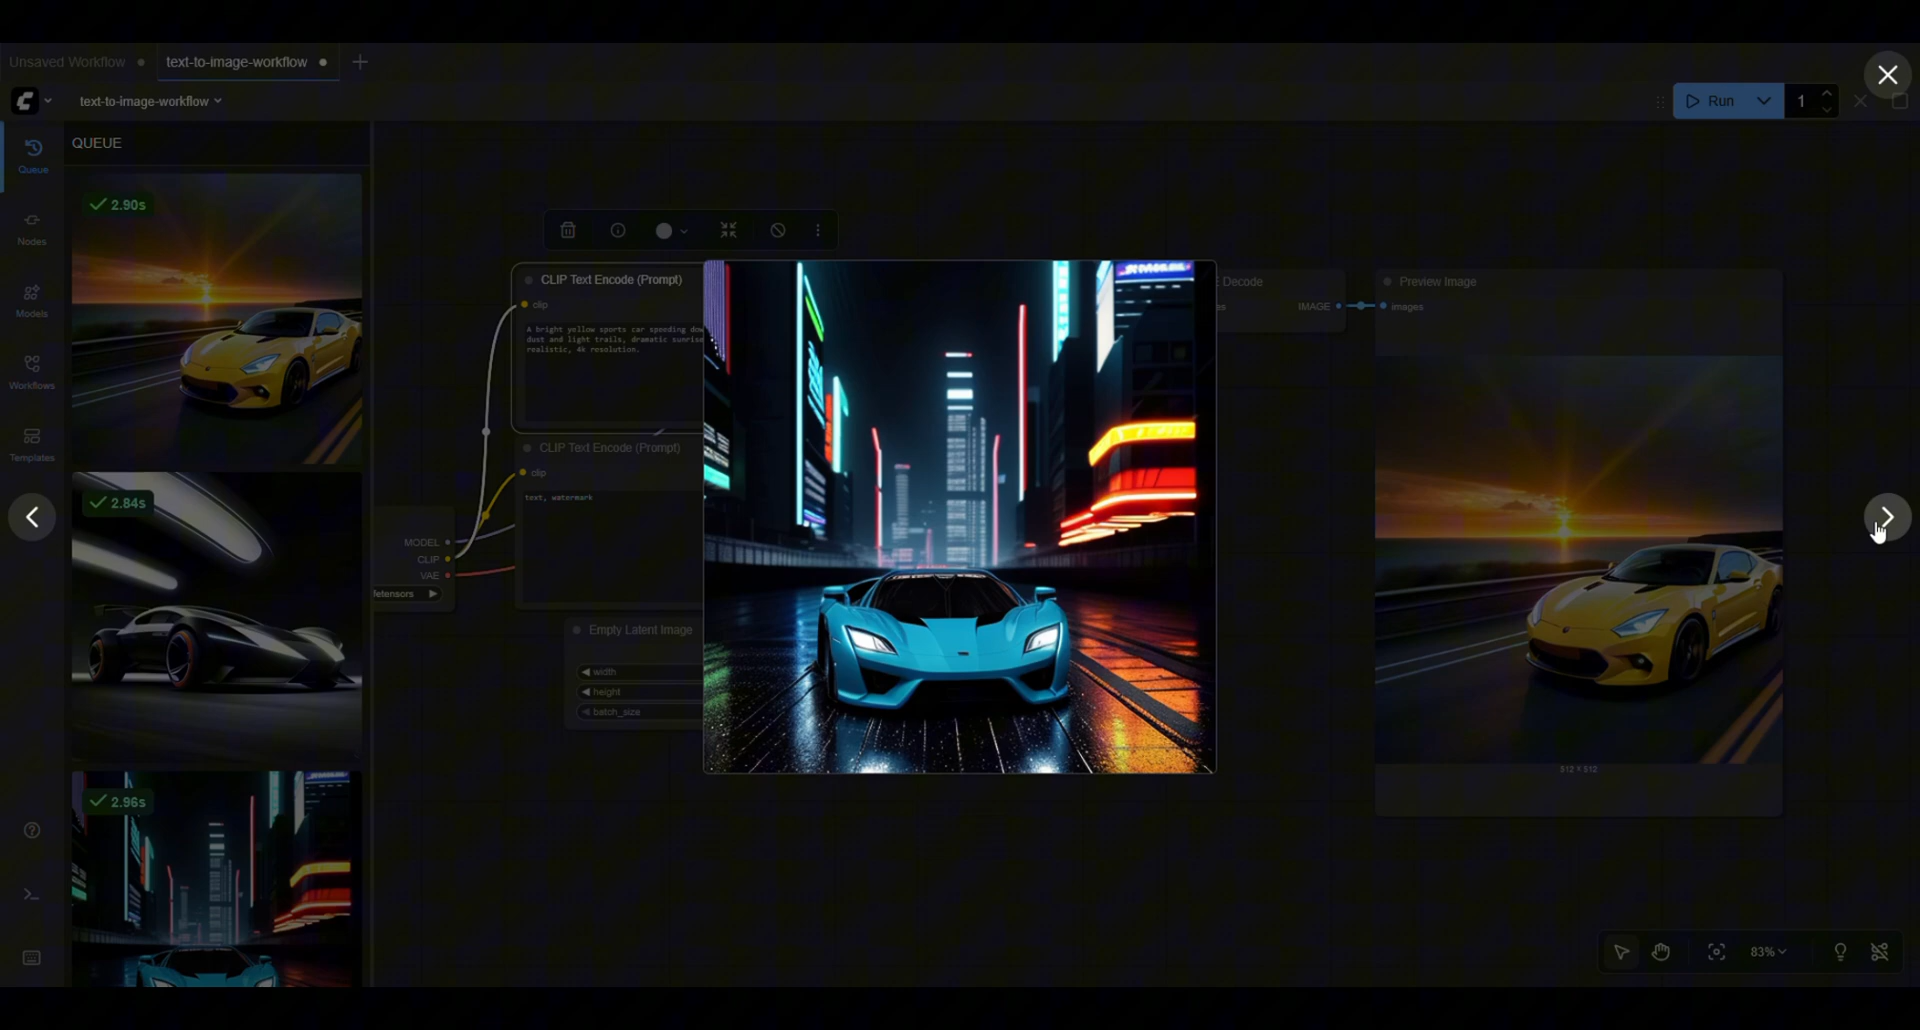 Unsaved Workflow
text-to-image-workflow
text-to-image-workflow
Run
1
Queue
Nodes
Models
Workflows
Templates
QUEUE
2.90s
2.84s
2.96s
CLIP Text Encode (Prompt)
clip
A bright yellow sports car speeding dow
dust and light trails, dramatic sunrise
realistic, 4k resolution.
CLIP Text Encode (Prompt)
clip
text, watermark
MODEL
CLIP
VAE
fetensors
Empty Latent Image
width
height
batch_size
Decode
es
IMAGE
Preview Image
images
512 × 512
83%